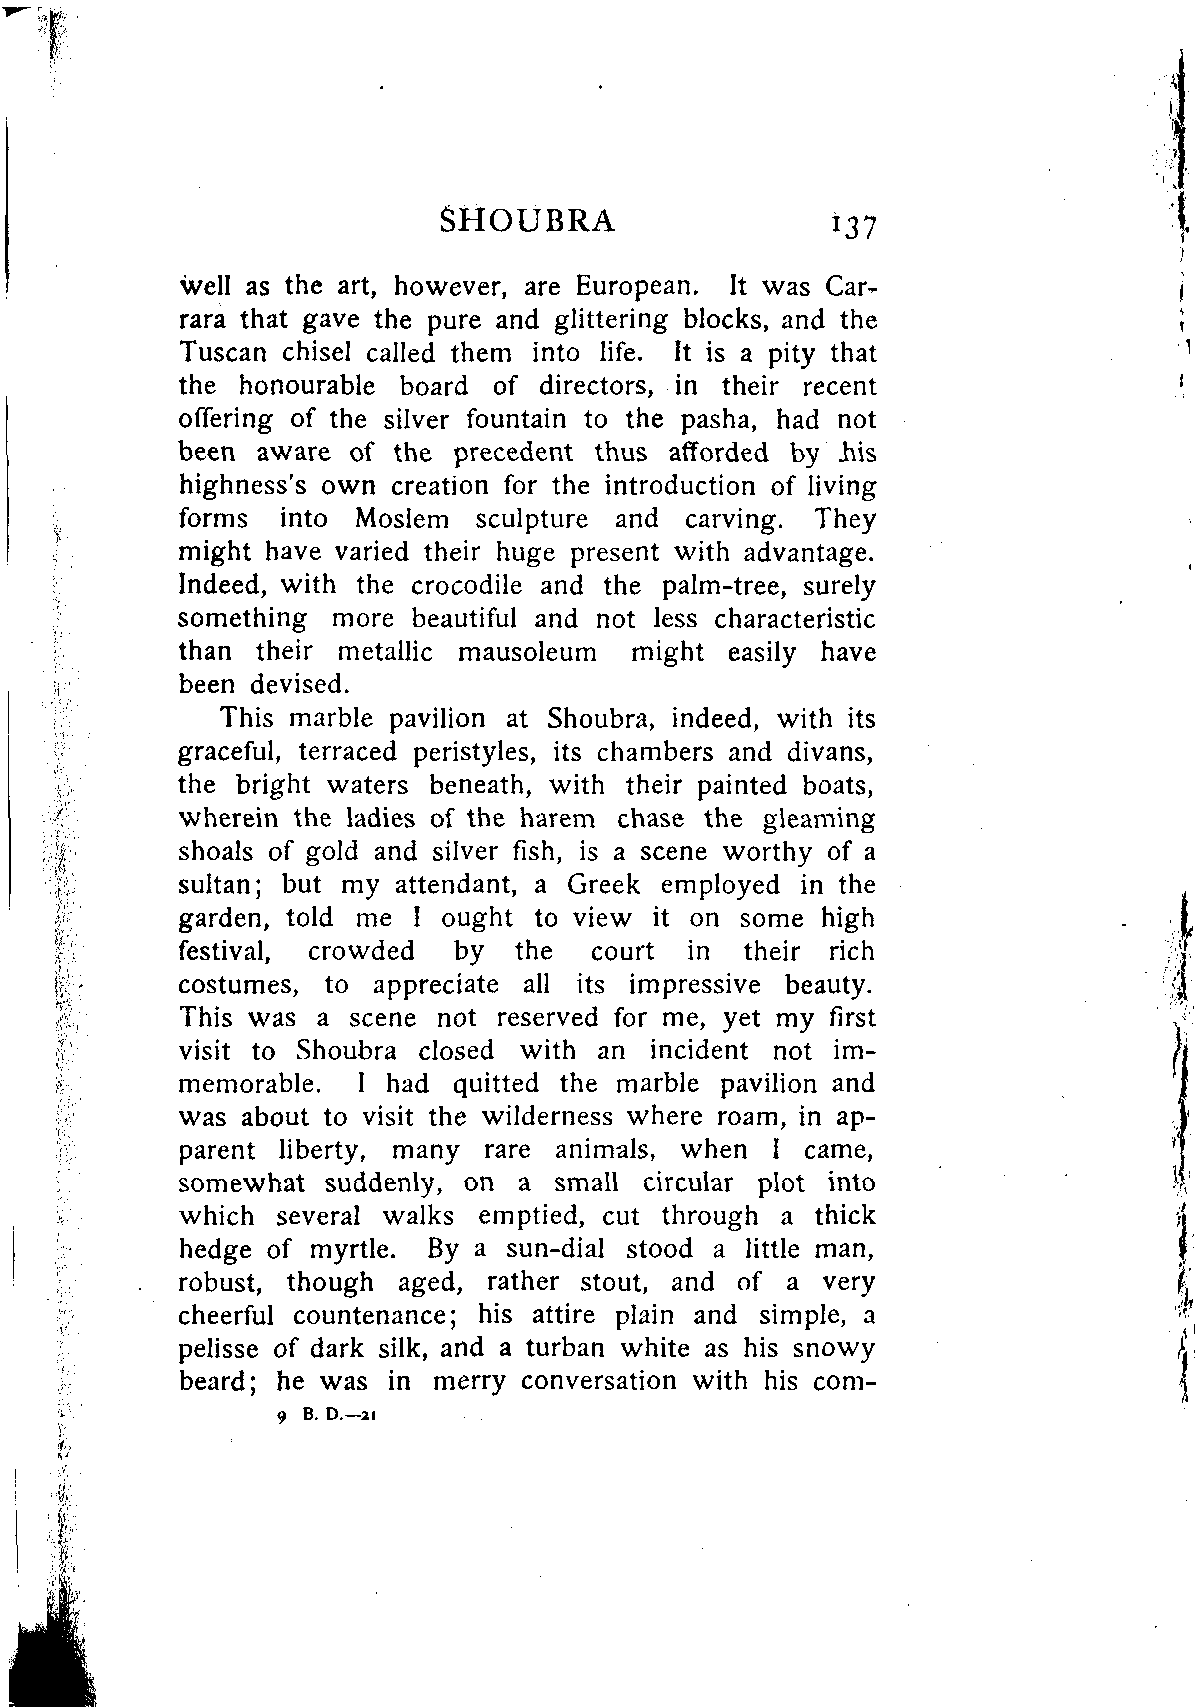 SHOUBRA 137
well as the art, however, are European. It was Car-
rara that gave the pure and glittering blocks, and the
Tuscan chisel called them into life. It is a pity that
the honourable board of directors, in their recent
offering of the silver fountain to the pasha, had not
been aware of the precedent thus afforded by his
highness's own creation for the introduction of living
forms into Moslem sculpture and carving. They
might have varied their huge present with advantage.
Indeed, with the crocodile and the palm-tree, surely
something more beautiful and not less characteristic
than their metallic mausoleum might easily have
been devised.
This marble pavilion at Shoubra, indeed, with its
graceful, terraced peristyles, its chambers and divans,
the bright waters beneath, with their painted boats,
wherein the ladies of the harem chase the gleaming
shoals of gold and silver fish, is a scene worthy of a
sultan; but my attendant, a Greek employed in the
garden, told me I ought to view it on some high
festival, crowded by the court in their rich
costumes, to appreciate all its impressive beauty.
This was a scene not reserved for me, yet my first
visit to Shoubra closed with an incident not im-
memorable. I had quitted the marble pavilion and
was about to visit the wilderness where roam, in ap-
parent liberty, many rare animals, when I came,
somewhat suddenly, on a small circular plot into
which several walks emptied, cut through a thick
hedge of myrtle. By a sun-dial stood a little man,
robust, though aged, rather stout, and of a very
cheerful countenance; his attire plain and simple, a
pelisse of dark silk, and a turban white as his snowy
beard; he was in merry conversation with his com-
9 B. D.—21